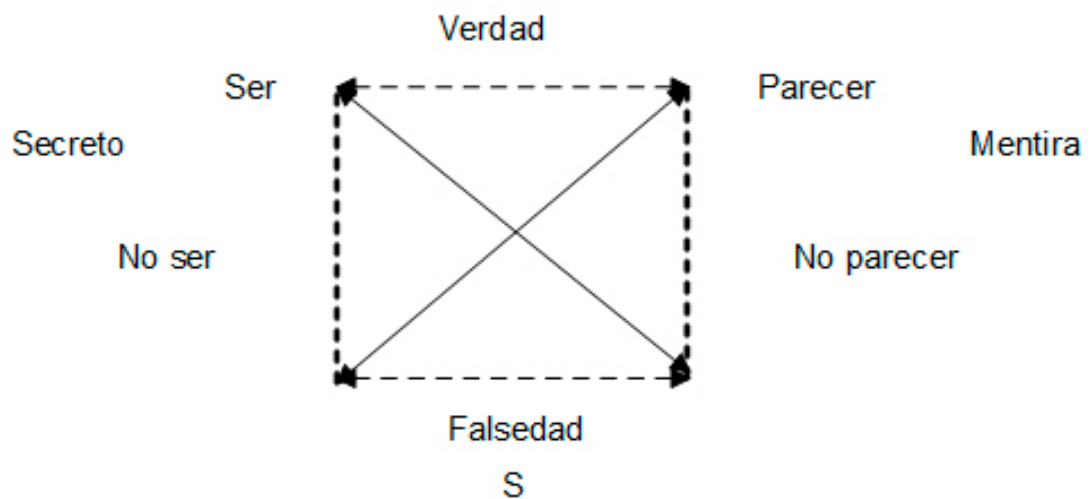 Verdad
Ser
Parecer
Secreto
Mentira
No ser
No parecer
Falsedad
S